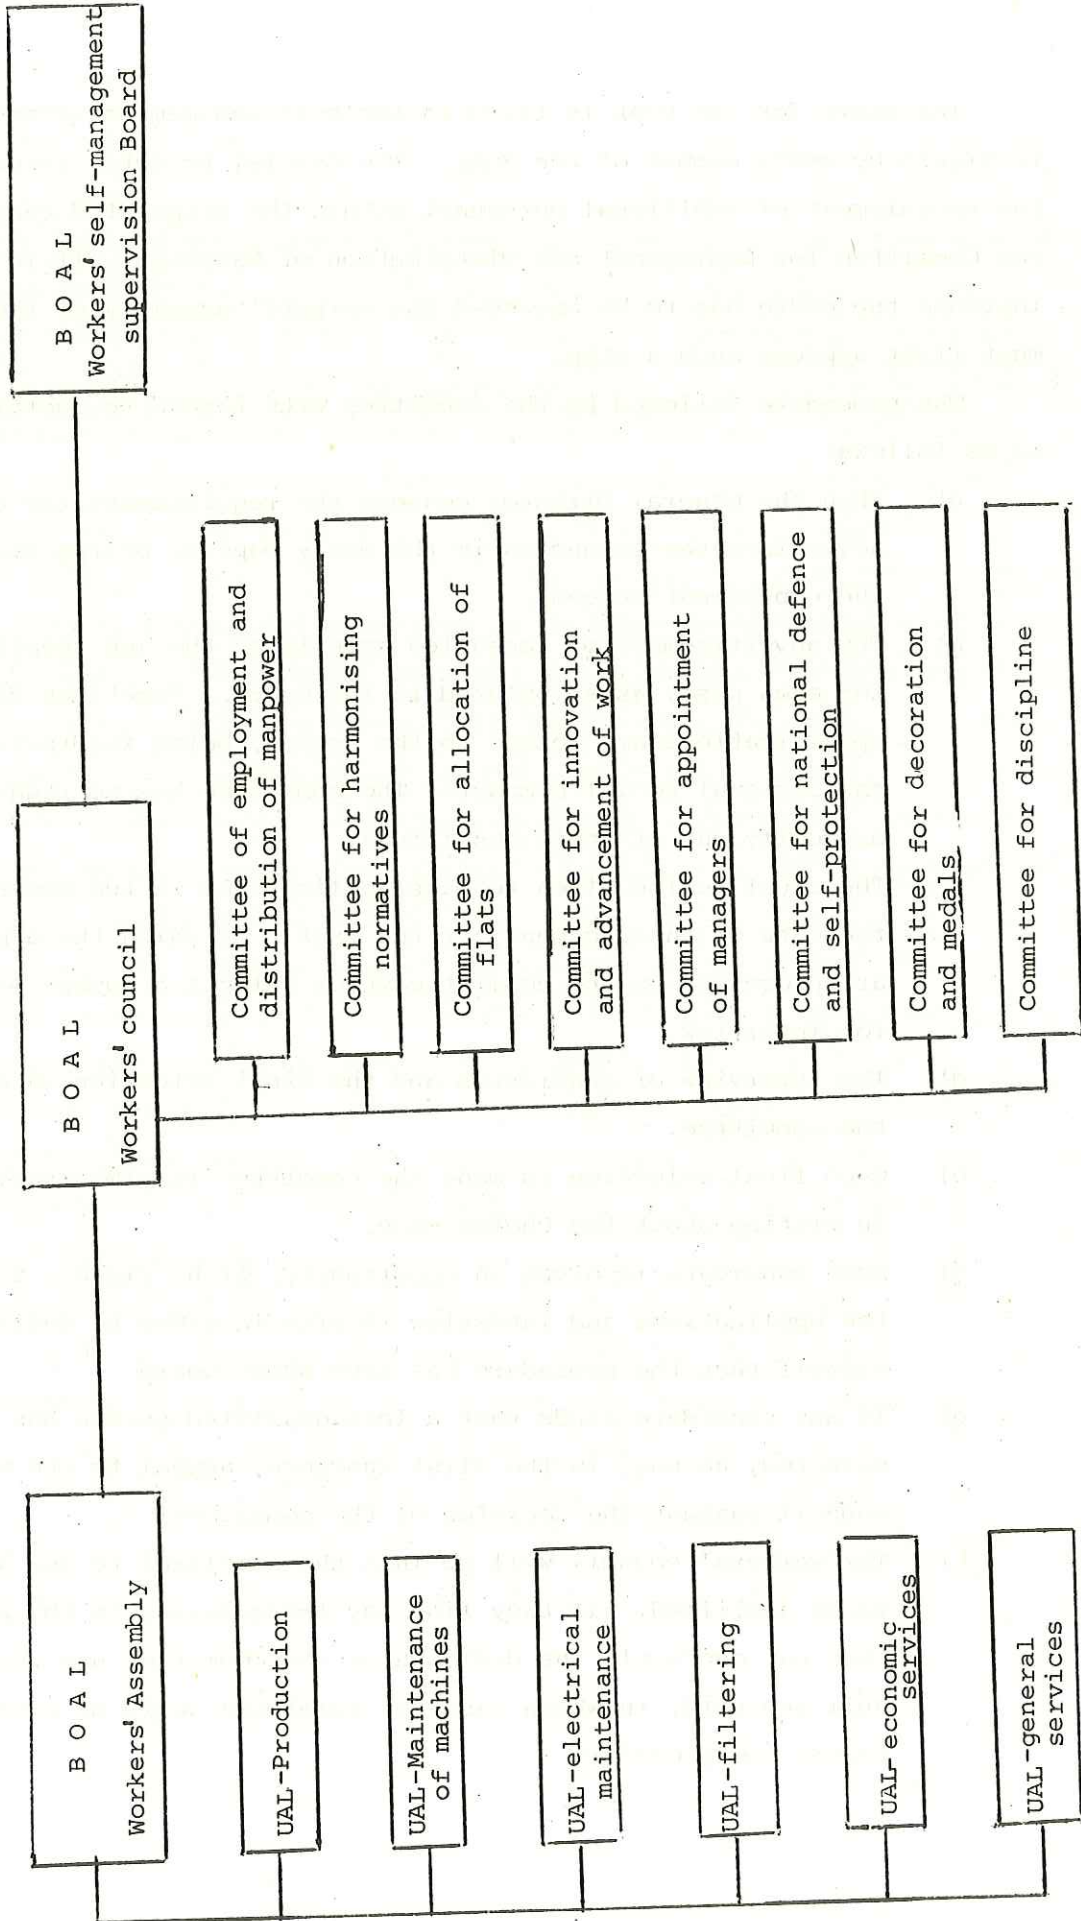 B O A L
Workers' Assembly
UAL-Production
UAL-Maintenance
of machines
UAL-electrical
maintenance
UAL-filterring
UAL-economic
services
UAL-general
services
B O A L
Workers' council
Committee of employment and
distribution of manpower
Committee for harmonising
normatives
Committee for allocation of
flats
Committee for innovation
and advancement of work
Committee for appointment
of managers
Committee for national defence
and self-protection
Committee for decoration
and medals
Committee for discipline
B O A L
Workers' self-management
supervision Board